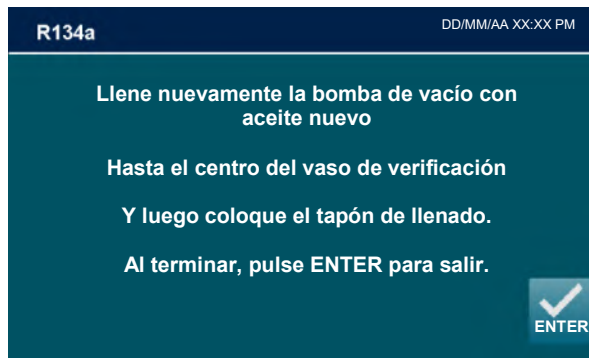 R134a
DD/MM/AA XX:XX PM
Llene nuevamente la bomba de vacío con
aceite nuevo
Hasta el centro del vaso de verificación
Y luego coloque el tapón de llenado.
Al terminar, pulse ENTER para salir.
ENTER